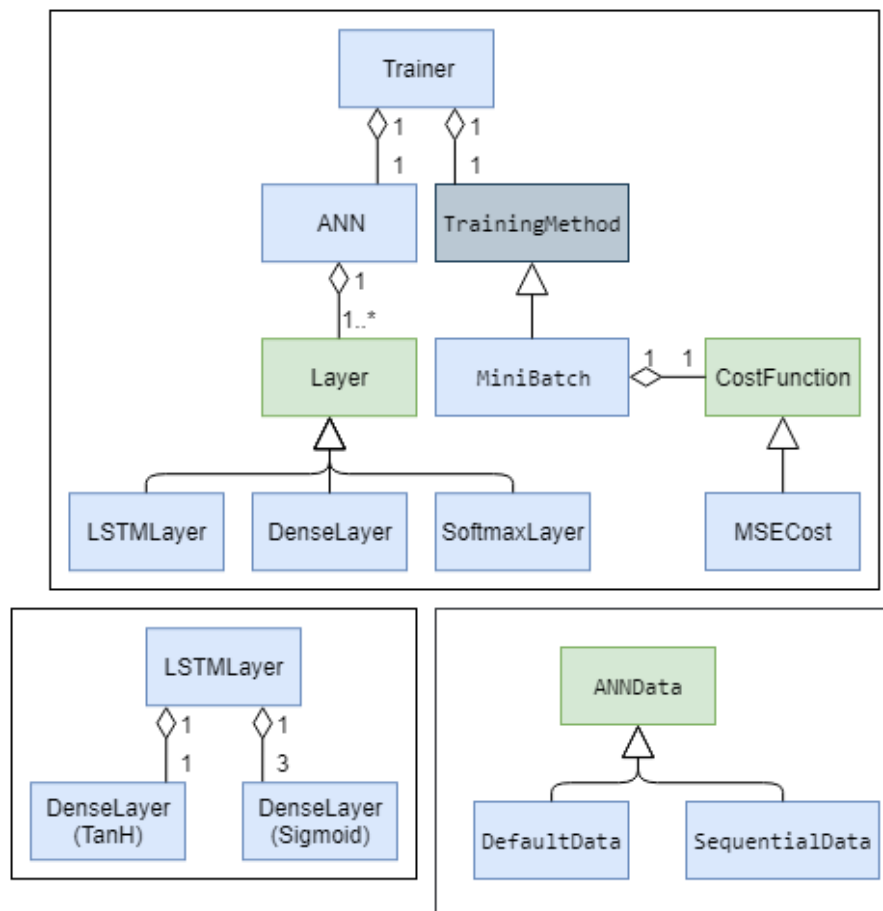 Trainer
1
1
1
1
ANN
TrainingMethod
1
1..*
Layer
MiniBatch
1
1
CostFunction
LSTMLayer
DenseLayer
SoftmaxLayer
MSECost
LSTMLayer
1
1
1
3
DenseLayer
(TanH)
DenseLayer
(Sigmoid)
ANNData
DefaultData
SequentialData